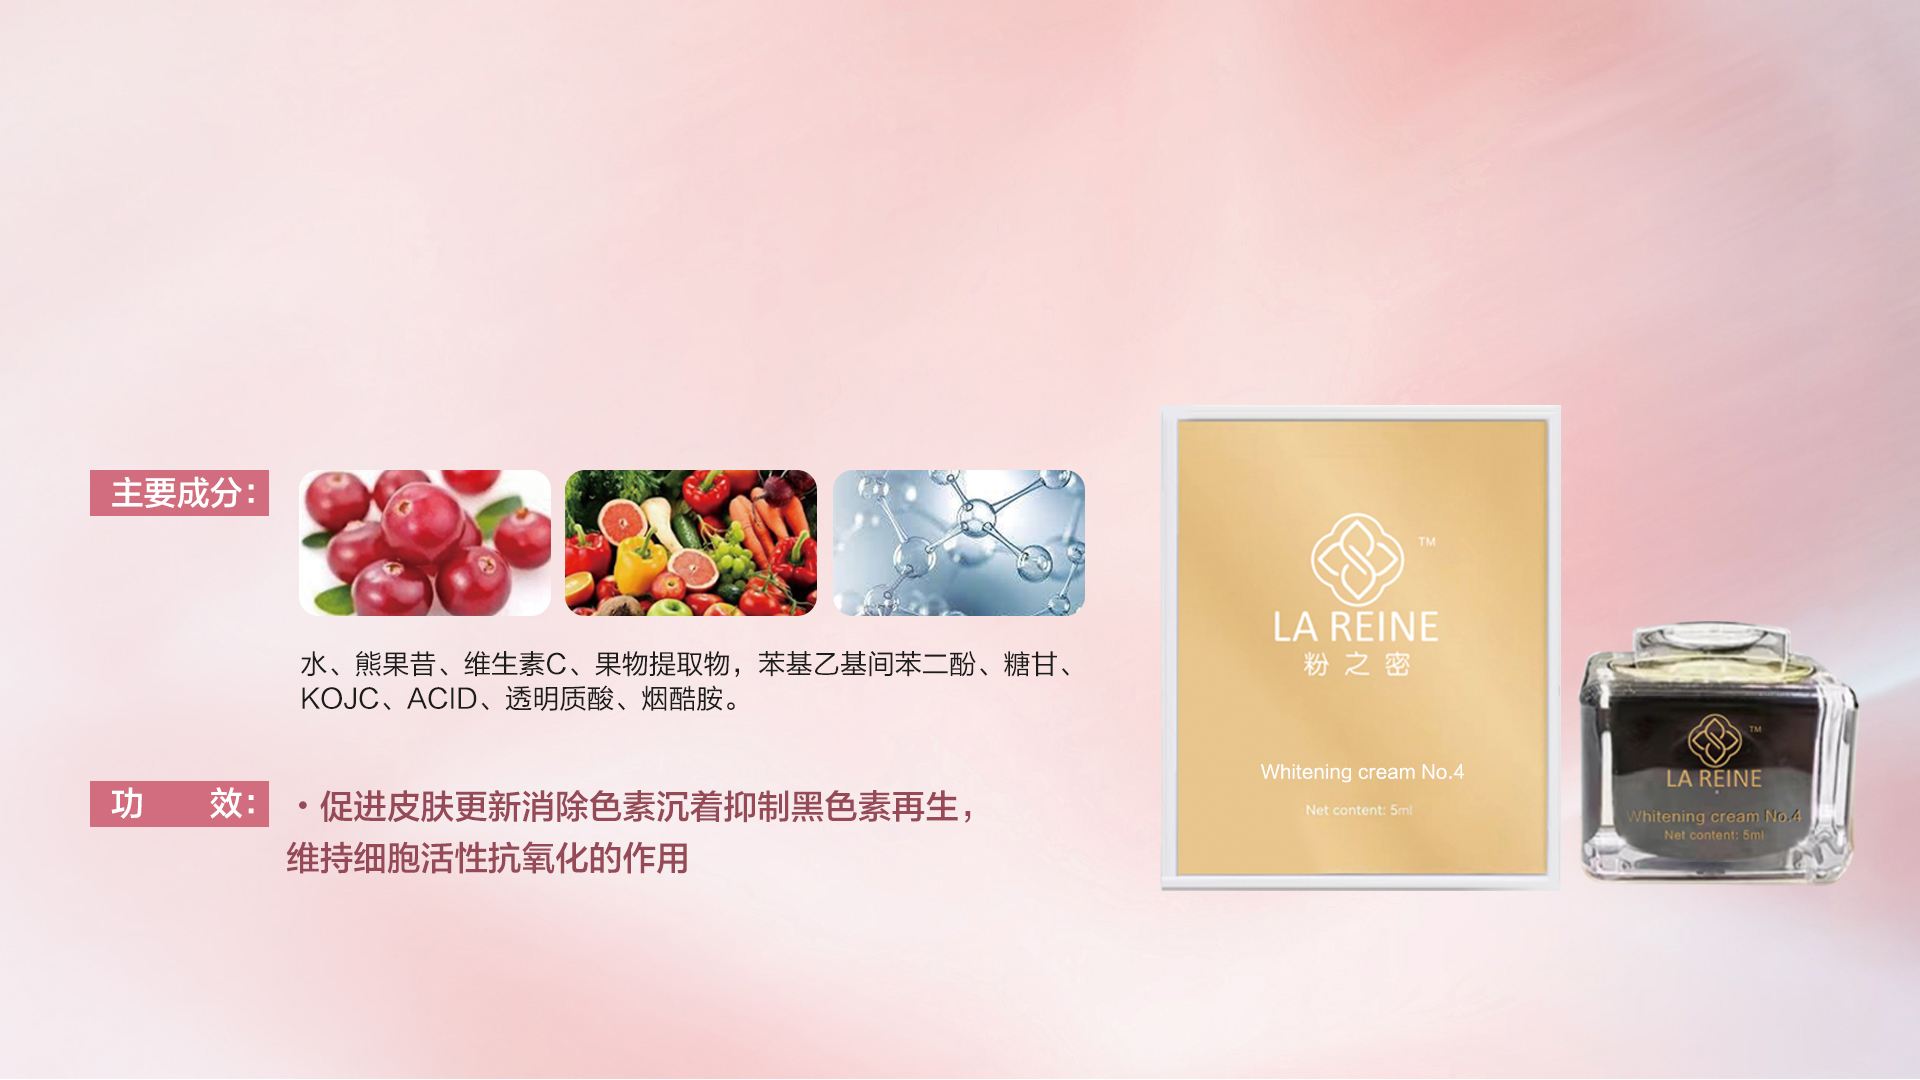 主要成分：
水、熊果昔、维生素C、果物提取物，苯基乙基间苯二酚、糖甘、
KOJC、ACID、透明质酸、烟酷胺。
功 效：
·促进皮肤更新消除色素沉着抑制黑色素再生，
维持细胞活性抗氧化的作用
TM
LA REINE
粉之密
Whitening cream No.4
Net content: 5ml
TM
LA REINE
Whitening cream No.4
Net content: 5ml